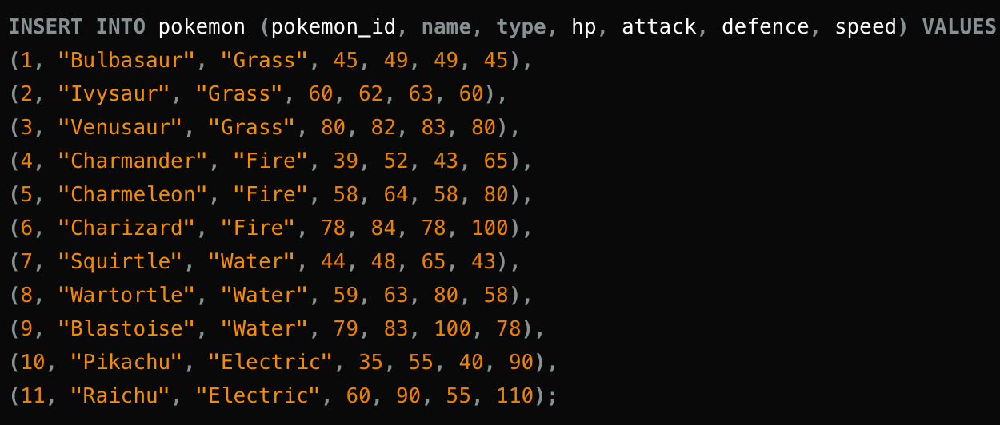 INSERT INTO pokemon (pokemon_id, name, type, hp, attack, defence, speed) VALUES
(1, "Bulbasaur", "Grass", 45, 49, 49, 45),
(2, "Ivysaur", "Grass", 60, 62, 63, 60),
(3, "Venusaur", "Grass", 80, 82, 83, 80),
(4, "Charmander", "Fire", 39, 52, 43, 65),
(5, "Charmeleon", "Fire", 58, 64, 58, 80),
(6, "Charizard", "Fire", 78, 84, 78, 100),
(7, "Squirtle", "Water", 44, 48, 65, 43),
(8, "Wartortle", "Water", 59, 63, 80, 58),
(9, "Blastoise", "Water", 79, 83, 100, 78),
(10, "Pikachu", "Electric", 35, 55, 40, 90),
(11, "Raichu", "Electric", 60, 90, 55, 110);